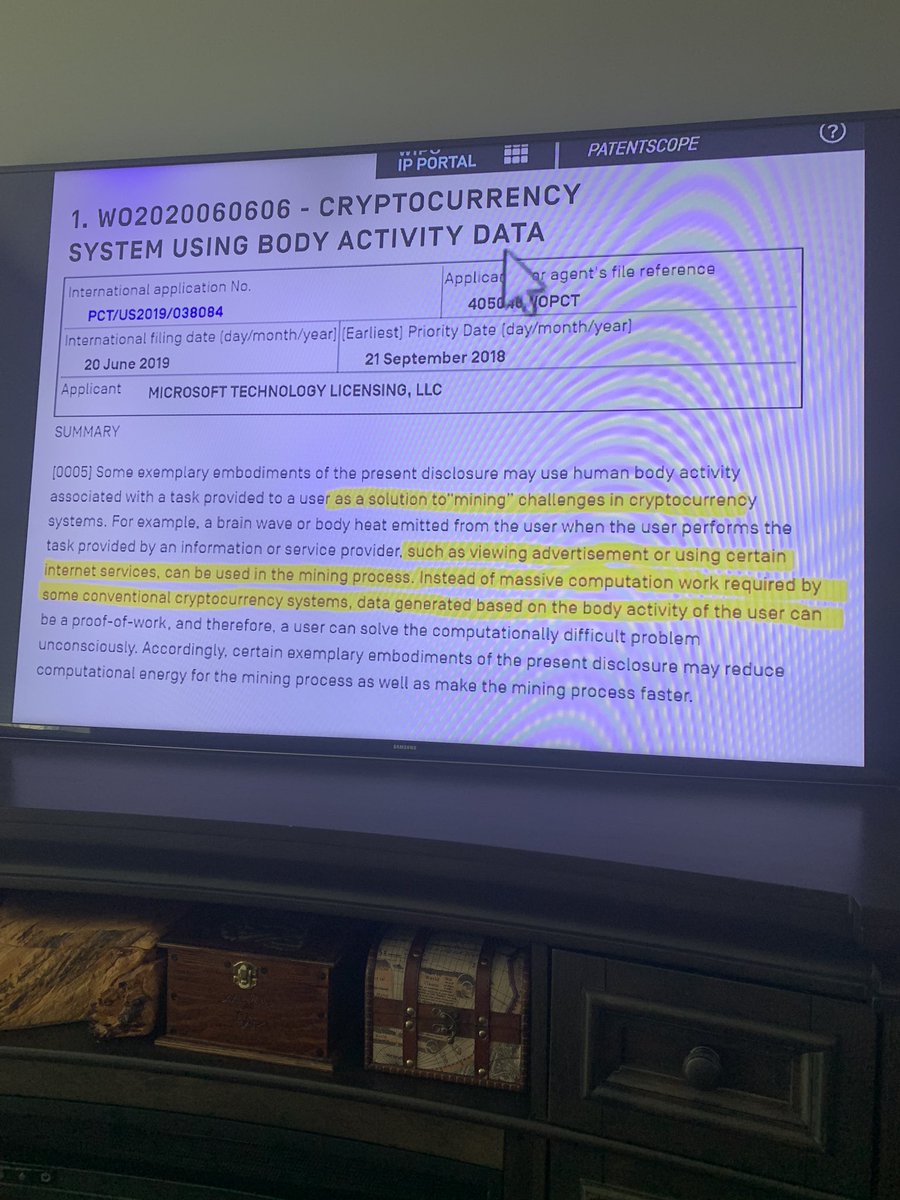 IP PORTAL
PATENTSCOPE
?
1. WO2020060606 - CRYPTOCURRENCY
SYSTEM USING BODY ACTIVITY DATA
International application No.
PCT/US2019/038084
agent's file reference
International filing date (day/month/year)
20 June 2019
[Earliest] Priority Date (day/month/year]
21 September 2018
Applicant
MICROSOFT TECHNOLOGY LICENSING, LLC
SUMMARY
[0005] Some exemplary embodiments of the present disclosure may use human body activity
associated with a task provided to a user as a solution to"mining" challenges in cryptocurrency
systems. For example, a brain wave or body heat emitted from the user when the user performs the
task provided by an information or service provider, such as viewing advertisement or using certain
internet services, can be used in the mining process. Instead of massive computation work required by
some conventional cryptocurrency systems, data generated based on the body activity of the user can
be a proof-of-work, and therefore, a user can solve the computationally difficult problem
unconsciously. Accordingly, certain exemplary embodiments of the present disclosure may reduce
computational energy for the mining process as well as make the mining process faster.
SAMSUNG